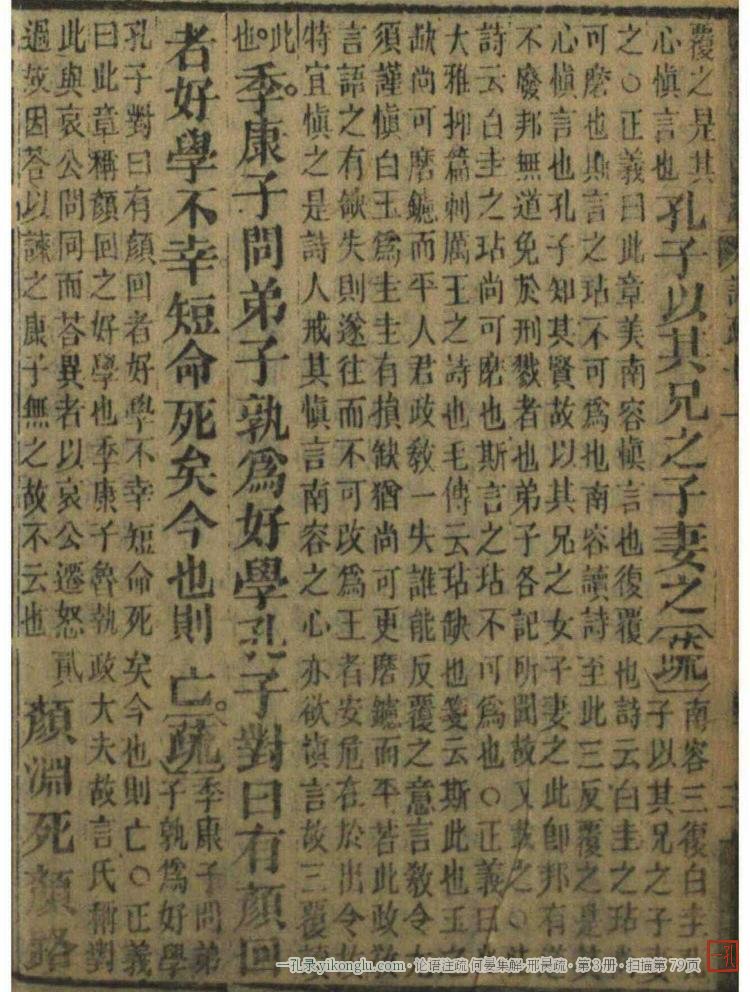 覆之是其
心慎言也
孔子以其兄之子妻之
疏
南容三復白圭孔
子以其兄之子妻
之○正義曰此章美南容慎言也復覆也詩云白圭之玷
可磨也斯言之玷不可爲也南容讀詩至此三反覆之是其
心慎言也孔子知其賢故以其兄之女子妻之此即邦有道
不廢邦無道免於刑戮者也弟子各記所聞故又載之○
詩云白圭之玷尚可磨也斯言之玷不可爲也○正義曰此
大雅抑篇刺厲王之詩也毛傳云玷缺也箋云斯此也玉之
缺尚可磨鑢而平人君政教一失誰能反覆之意言教令
須謹慎白玉爲圭圭有損缺猶尚可更磨鑢而平若此政教
言語之有缺失則遂往而不可改爲王者安危在於出令故
特宜慎之是詩人戒其慎言南容之心亦欲慎言故三覆讀
此
也
季康子問弟子孰爲好學孔子對曰有顏回
者好學不幸短命死矣今也則亡
疏
季康子問弟
子孰爲好學
孔子對曰有顏回者好學不幸短命死矣今也則亡○正義
曰此章稱顏回之好學也季康子魯執政大夫故言氏稱對
此與哀公問同而荅異者以哀公遷怒貳
過故因荅以諫之康子無之故不云也
顏淵死顏路
一孔录yikonglu.com · 论语注疏.何晏集解.邢昺疏 · 第3册 · 扫描第 79页